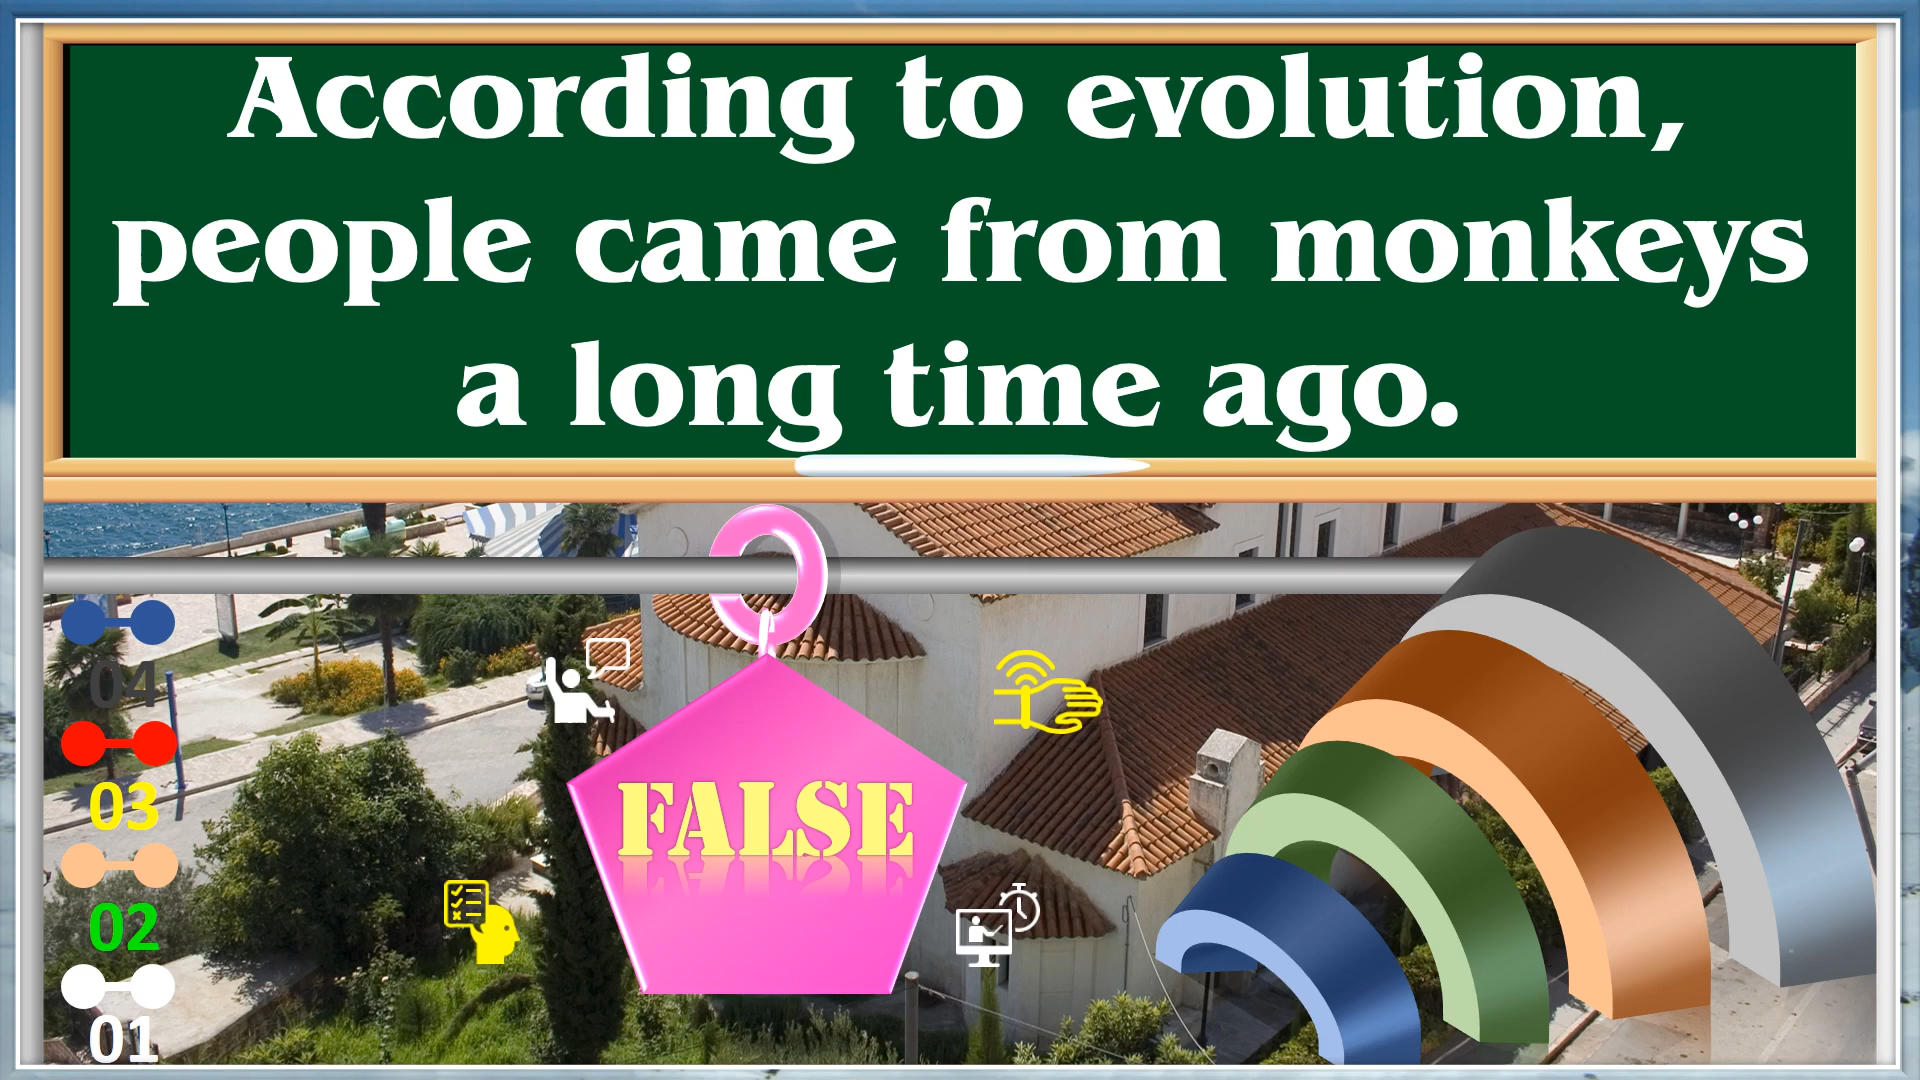 According to evolution,
people came from monkeys
a long time ago.
04
03
FALSE
02
01